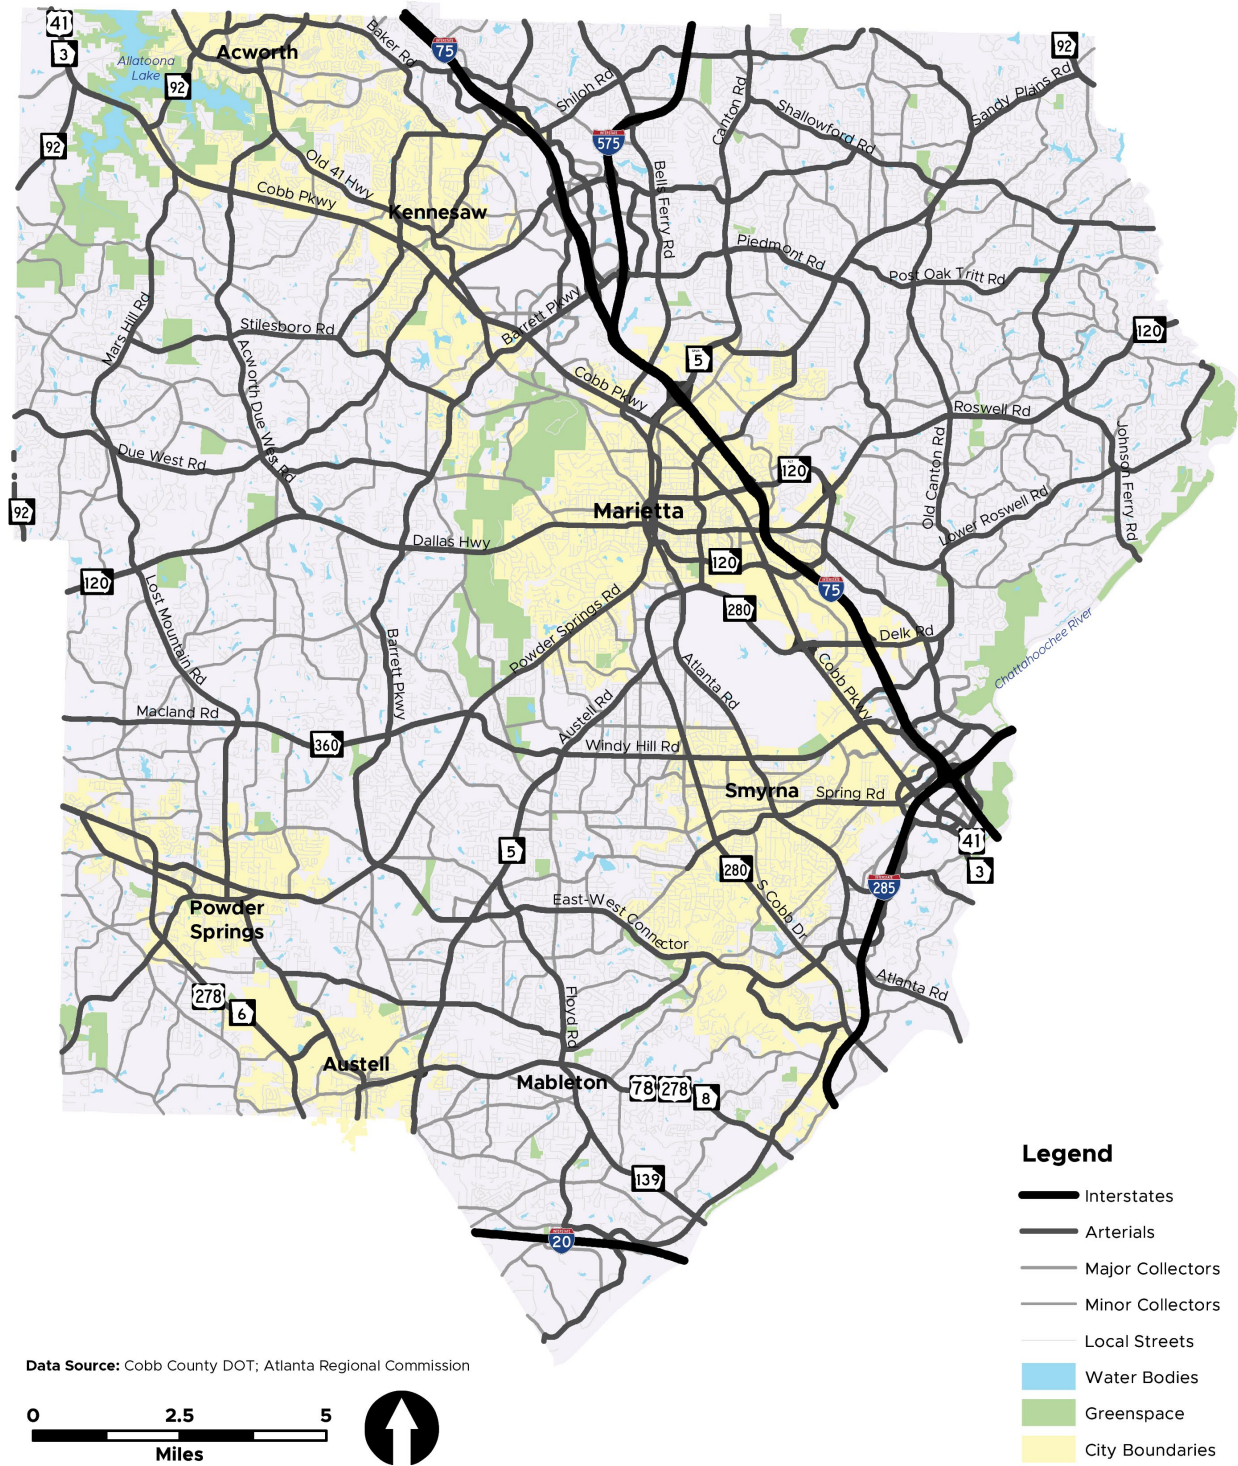 41
3
Allatoona
Lake
92
Acworth
Baker Rd
75
92
Shiloh Rd
575
Canton Rd
Shallowford Rd
Sandy Plains Rd
92
Old 41 Hwy
Cobb Pkwy
Kennesaw
Bells Ferry Rd
Piedmont Rd
Post Oak Tritt Rd
Mars Hill Rd
Stilesboro Rd
Barrett Pkwy
120
5
Acworth Due West Rd
Cobb Pkwy
Roswell Rd
Due West Rd
120
Old Canton Rd
Johnson Ferry Rd
92
Marietta
Lower Roswell Rd
Dallas Hwy
120
120
75
280
Lost Mountain Rd
Powder Springs Rd
Delk Rd
Chattahoochee River
Barrett Pkwy
Atlanta Rd
Cobb Pkwy
Macland Rd
Austell Rd
360
Windy Hill Rd
Smyrna
Spring Rd
5
41
3
280
285
East-West Connector
S Cobb Dr
Powder
Springs
278
6
Floyd Rd
Atlanta Rd
Austell
Mableton
78
278
8
139
20
Legend
Interstates
Arterials
Major Collectors
Minor Collectors
Local Streets
Water Bodies
Greenspace
City Boundaries
Data Source: Cobb County DOT; Atlanta Regional Commission
0 2.5 5
Miles